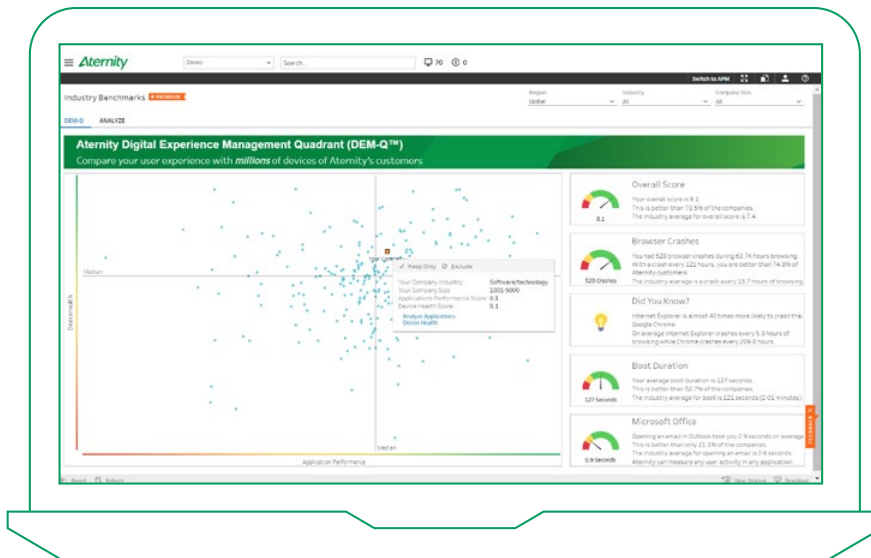 Aternity
Demo
Search..
70
0
Switch to APM
Industry Benchmarks PREMIUM
Region
Global
Industry
All
Company Size
All
DEM-Q ANALYZE
Aternity Digital Experience Management Quadrant (DEM-Q™)
Compare your user experience with millions of devices of Aternity's customers
Device Health
Median
Your Company
Keep Only Exclude
Your Company Industry: Software/technology
Your Company Size: 1001-5000
Applications Performance Score: 8.1
Device Health Score: 8.1
Analyze Applications
Device Health
Median
Application Performance
Overall Score
Your overall score is 8.1
This is better than 72.5% of the companies.
The industry average for overall score is 7.4
8.1
Browser Crashes
You had 528 browser crashes during 63.7K hours browsing.
With a crash every 121 hours, you are better than 74.8% of
Aternity customers.
The industry average is a crash every 15.7 hours of browsing.
528 Crashes
Did You Know?
Internet Explorer is almost 40 times more likely to crash than
Google Chrome.
On average Internet Explorer crashes every 5.3 hours of
browsing while Chrome crashes every 209.8 hours.
Boot Duration
Your average boot duration is 127 seconds
This is better than 52.7% of the companies
The industry average for boot is 121 seconds (2:01 minutes).
127 Seconds
FEEDBACK
Microsoft Office
Opening an email in Outlook took you 0.9 seconds on average
This is better than only 21.1% of the companies.
The industry average for opening an email is 0.6 seconds
Aternity can measure any user activity in any application.
0.9 Seconds
View Original Download